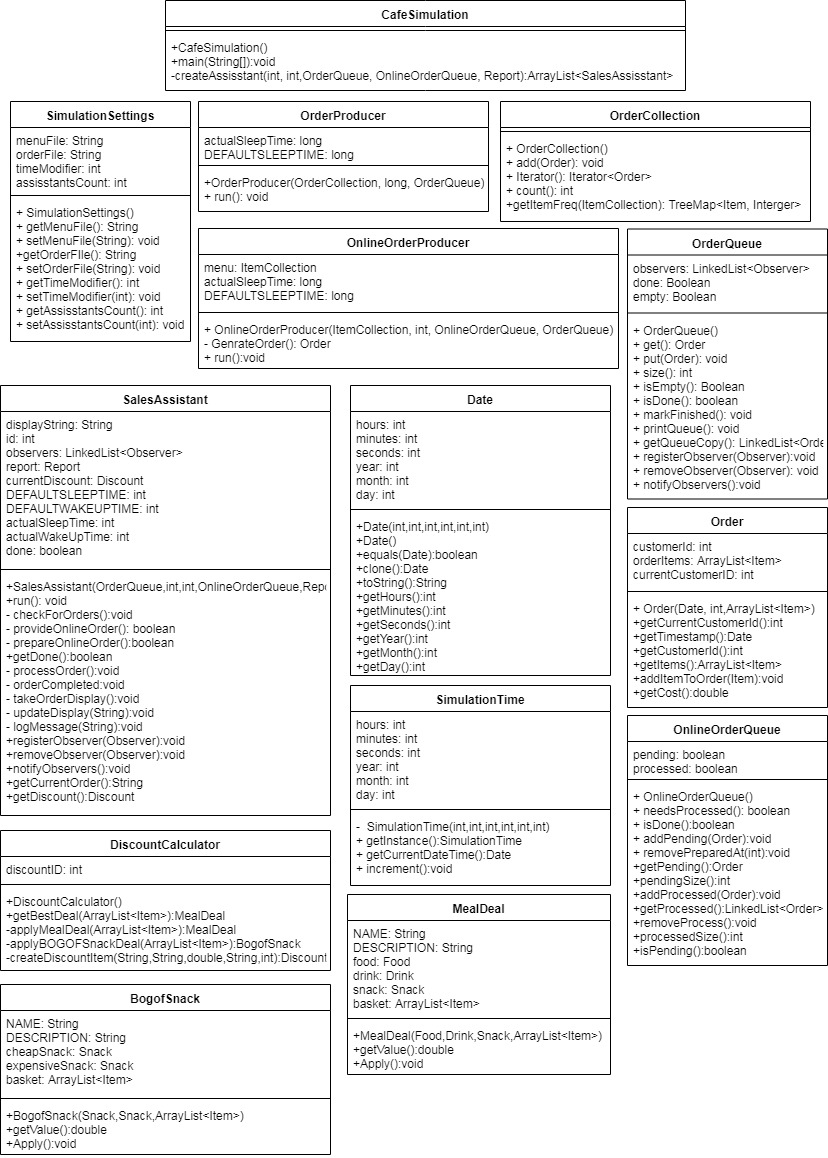 CafeSimulation
+CafeSimulation()
+main(String[]):void
-createAssisstant(int, int,OrderQueue, OnlineOrderQueue, Report):ArrayList<SalesAssisstant>
SimulationSettings
menuFile: String
orderFile: String
timeModifier: int
assisstantsCount: int
+ SimulationSettings()
+ getMenuFile(): String
+ setMenuFile(String): void
+getOrderFIle(): String
+ setOrderFile(String): void
+ getTimeModifier(): int
+ setTimeModifier(int): void
+ getAssisstantsCount(): int
+ setAssisstantsCount(int): void
OrderProducer
actualSleepTime: long
DEFAULTSLEEPTIME: long
+OrderProducer(OrderCollection, long, OrderQueue)
+ run(): void
OrderCollection
+ OrderCollection()
+ add(Order): void
+ Iterator(): Iterator<Order>
+ count(): int
+getItemFreq(ItemCollection): TreeMap<Item, Interger>
OnlineOrderProducer
menu: ItemCollection
actualSleepTime: long
DEFAULTSLEEPTIME: long
+ OnlineOrderProducer(ItemCollection, int, OnlineOrderQueue, OrderQueue)
- GenrateOrder(): Order
+ run():void
OrderQueue
observers: LinkedList<Observer>
done: Boolean
empty: Boolean
+ OrderQueue()
+ get(): Order
+ put(Order): void
+ size(): int
+ isEmpty(): Boolean
+ isDone(): boolean
+ markFinished(): void
+ printQueue(): void
+ getQueueCopy(): LinkedList<Orde
+ registerObserver(Observer):void
+ removeObserver(Observer): void
+ notifyObservers():void
SalesAssistant
displayString: String
id: int
observers: LinkedList<Observer>
report: Report
currentDiscount: Discount
DEFAULTSLEEPTIME: int
DEFAULTWAKEUPTIME: int
actualSleepTime: int
actualWakeUpTime: int
done: boolean
+SalesAssistant(OrderQueue,int,int,OnlineOrderQueue,Repo
+run(): void
- checkForOrders():void
- provideOnlineOrder(): boolean
- prepareOnlineOrder():boolean
+getDone():boolean
- processOrder():void
- orderCompleted:void
- takeOrderDisplay():void
- updateDisplay(String):void
- logMessage(String):void
+registerObserver(Observer):void
+removeObserver(Observer):void
+notifyObservers():void
+getCurrentOrder():String
+getDiscount():Discount
Date
hours: int
minutes: int
seconds: int
year: int
month: int
day: int
+Date(int,int,int,int,int,int)
+Date()
+equals(Date):boolean
+clone():Date
+toString():String
+getHours():int
+getMinutes():int
+getSeconds():int
+getYear():int
+getMonth():int
+getDay():int
Order
customerId: int
orderItems: ArrayList<Item>
currentCustomerID: int
+ Order(Date, int,ArrayList<Item>)
+getCurrentCustomerId():int
+getTimestamp():Date
+getCustomerId():int
+getItems():ArrayList<Item>
+addItemToOrder(Item):void
+getCost():double
SimulationTime
hours: int
minutes: int
seconds: int
year: int
month: int
day: int
- SimulationTime(int,int,int,int,int,int)
+ getInstance():SimulationTime
+ getCurrentDateTime():Date
+ increment():void
OnlineOrderQueue
pending: boolean
processed: boolean
+ OnlineOrderQueue()
+ needsProcessed(): boolean
+ isDone():boolean
+ addPending(Order):void
+ removePreparedAt(int):void
+getPending():Order
+pendingSize():int
+addProcessed(Order):void
+getProcessed():LinkedList<Order>
+removeProcess():void
+processedSize():int
+isPending():boolean
DiscountCalculator
discountID: int
+DiscountCalculator()
+getBestDeal(ArrayList<Item>):MealDeal
-applyMealDeal(ArrayList<Item>):MealDeal
-applyBOGOFSnackDeal(ArrayList<Item>):BogofSnack
-createDiscountItem(String,String,double,String,int):Discount
MealDeal
NAME: String
DESCRIPTION: String
food: Food
drink: Drink
snack: Snack
basket: ArrayList<Item>
+MealDeal(Food,Drink,Snack,ArrayList<Item>)
+getValue():double
+Apply():void
BogofSnack
NAME: String
DESCRIPTION: String
cheapSnack: Snack
expensiveSnack: Snack
basket: ArrayList<Item>
+BogofSnack(Snack,Snack,ArrayList<Item>)
+getValue():double
+Apply():void